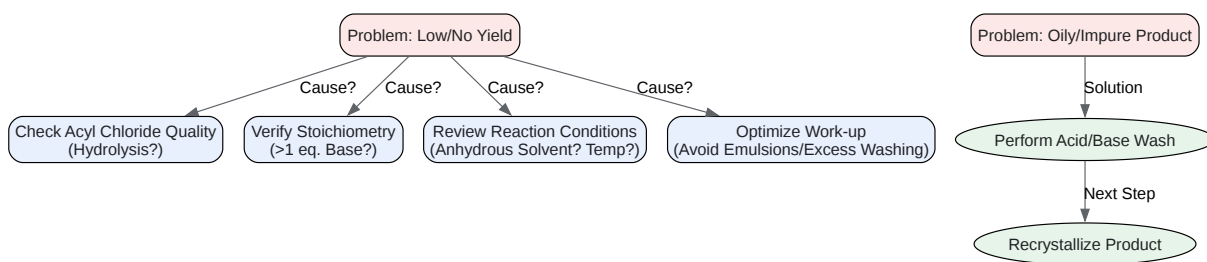 Problem: Low/No Yield
Cause?
Cause?
Cause?
Cause?
Check Acyl Chloride Quality
(Hydrolysis?)
Verify Stoichiometry
(>1 eq. Base?)
Review Reaction Conditions
(Anhydrous Solvent? Temp?)
Optimize Work-up
(Avoid Emulsions/Excess Washing)
Problem: Oily/Impure Product
Solution
Perform Acid/Base Wash
Next Step
Recrystallize Product